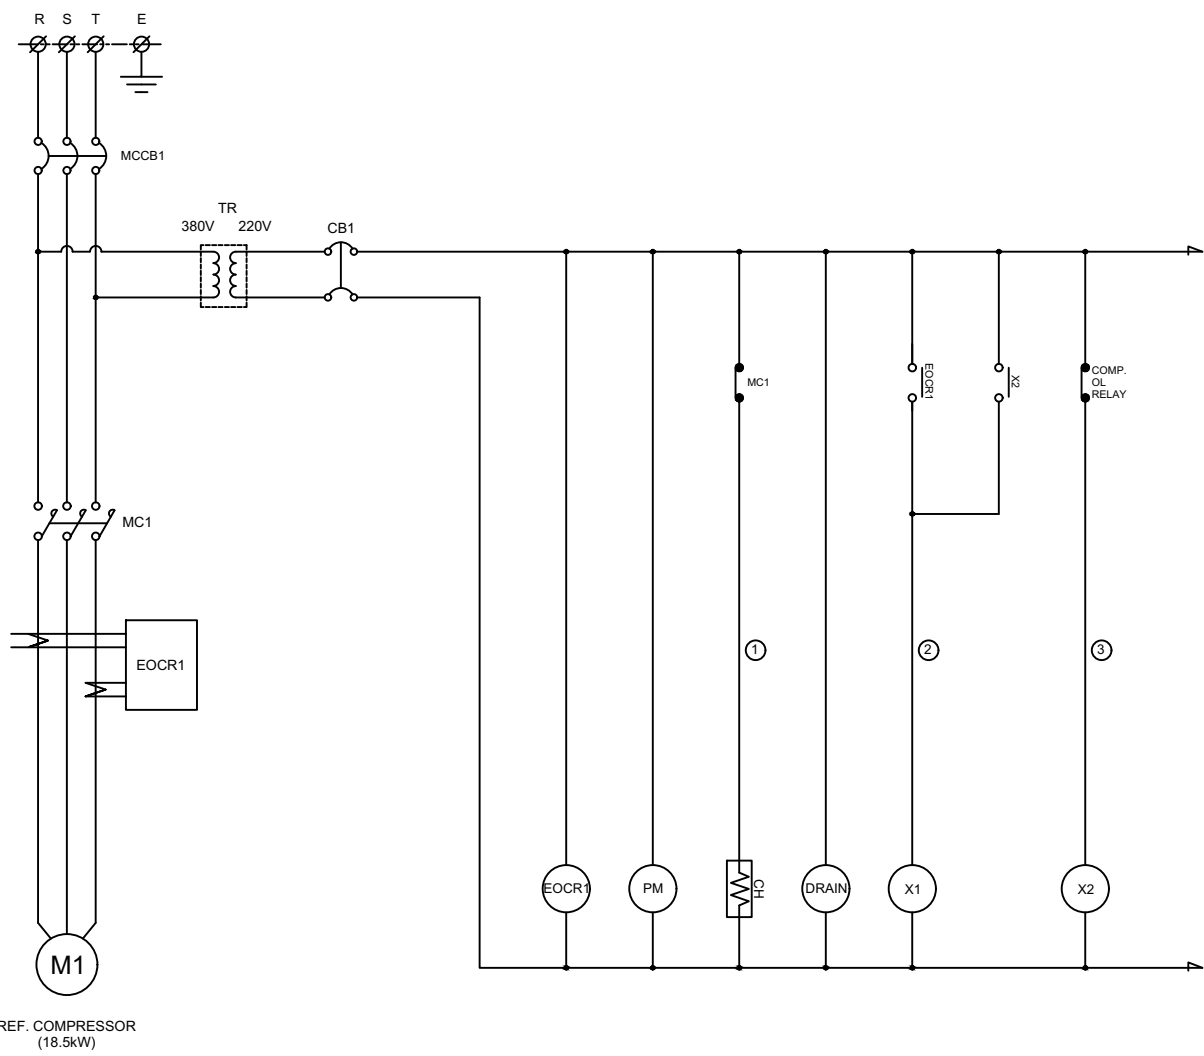 R S T E
MCCB1
TR
380V 220V
CB1
MC1
EOCR1
X2
COMP.
OL
RELAY
MC1
EOCR1
1
2
3
EOCR1
PM
CH
DRAIN
X1
X2
M1
REF. COMPRESSOR
(18.5kW)